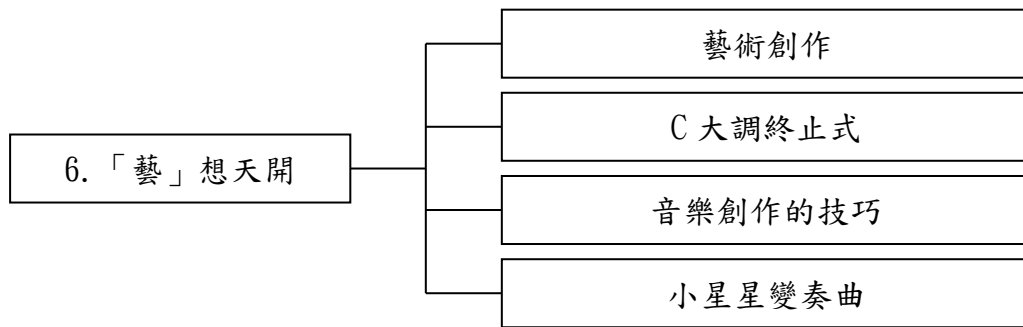 6.「藝」想天開
藝術創作
C 大調終止式
音樂創作的技巧
小星星變奏曲